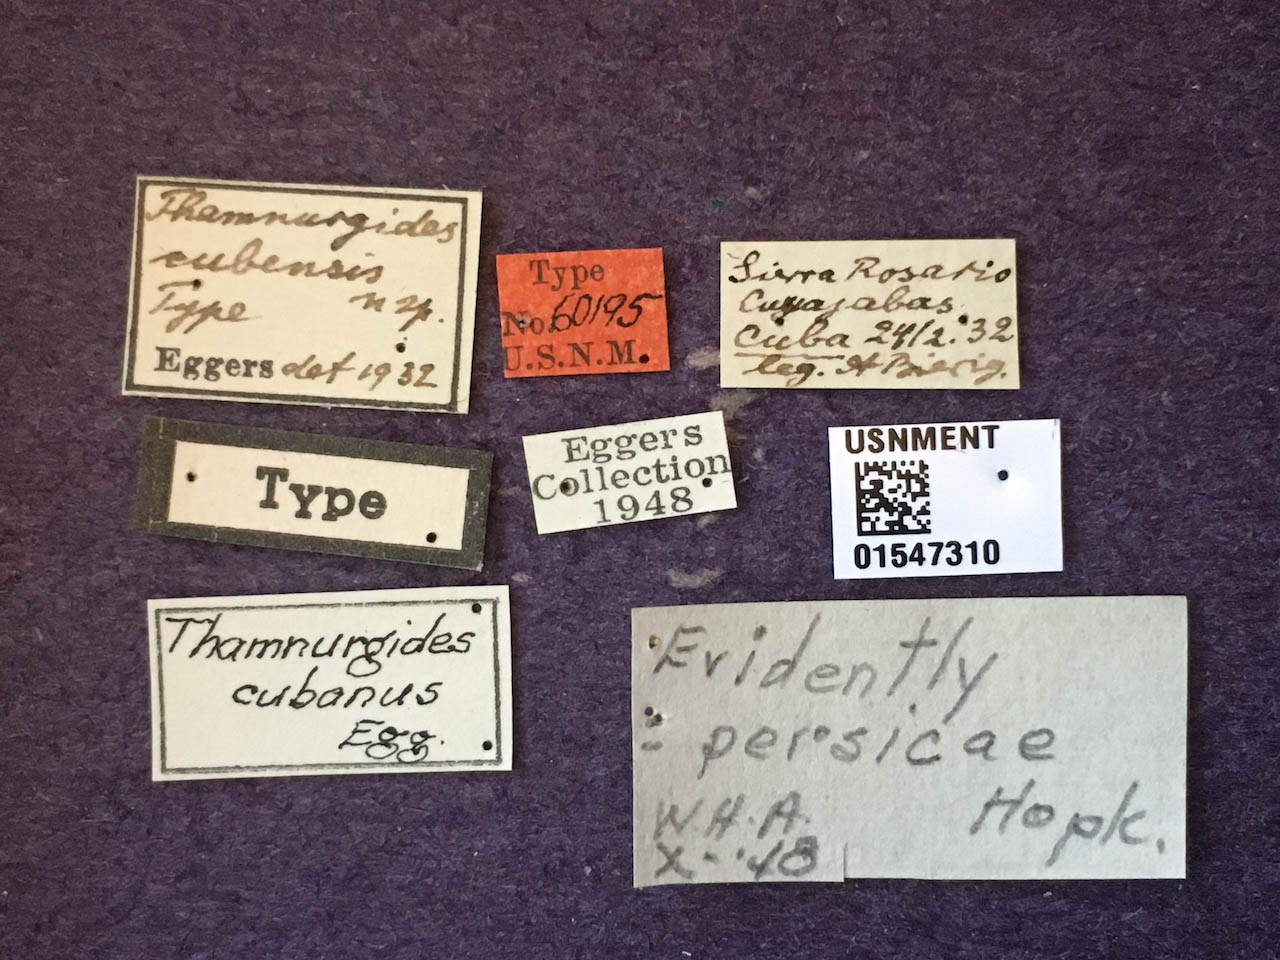 Thamnurgides
cubensis
Type n sp.
Eggers det 1932
Type
No. 60195
U.S.N.M.
Sierra Rosario
Cuyajabas
Cuba 24/2.32
leg. A Bierig.
Type
Eggers
Collection
1948
USNMENT
01547310
Thamnurgides
cubanus
Egg.
Evidently
= persicae
Hopk.
W.H.A.
X-'48